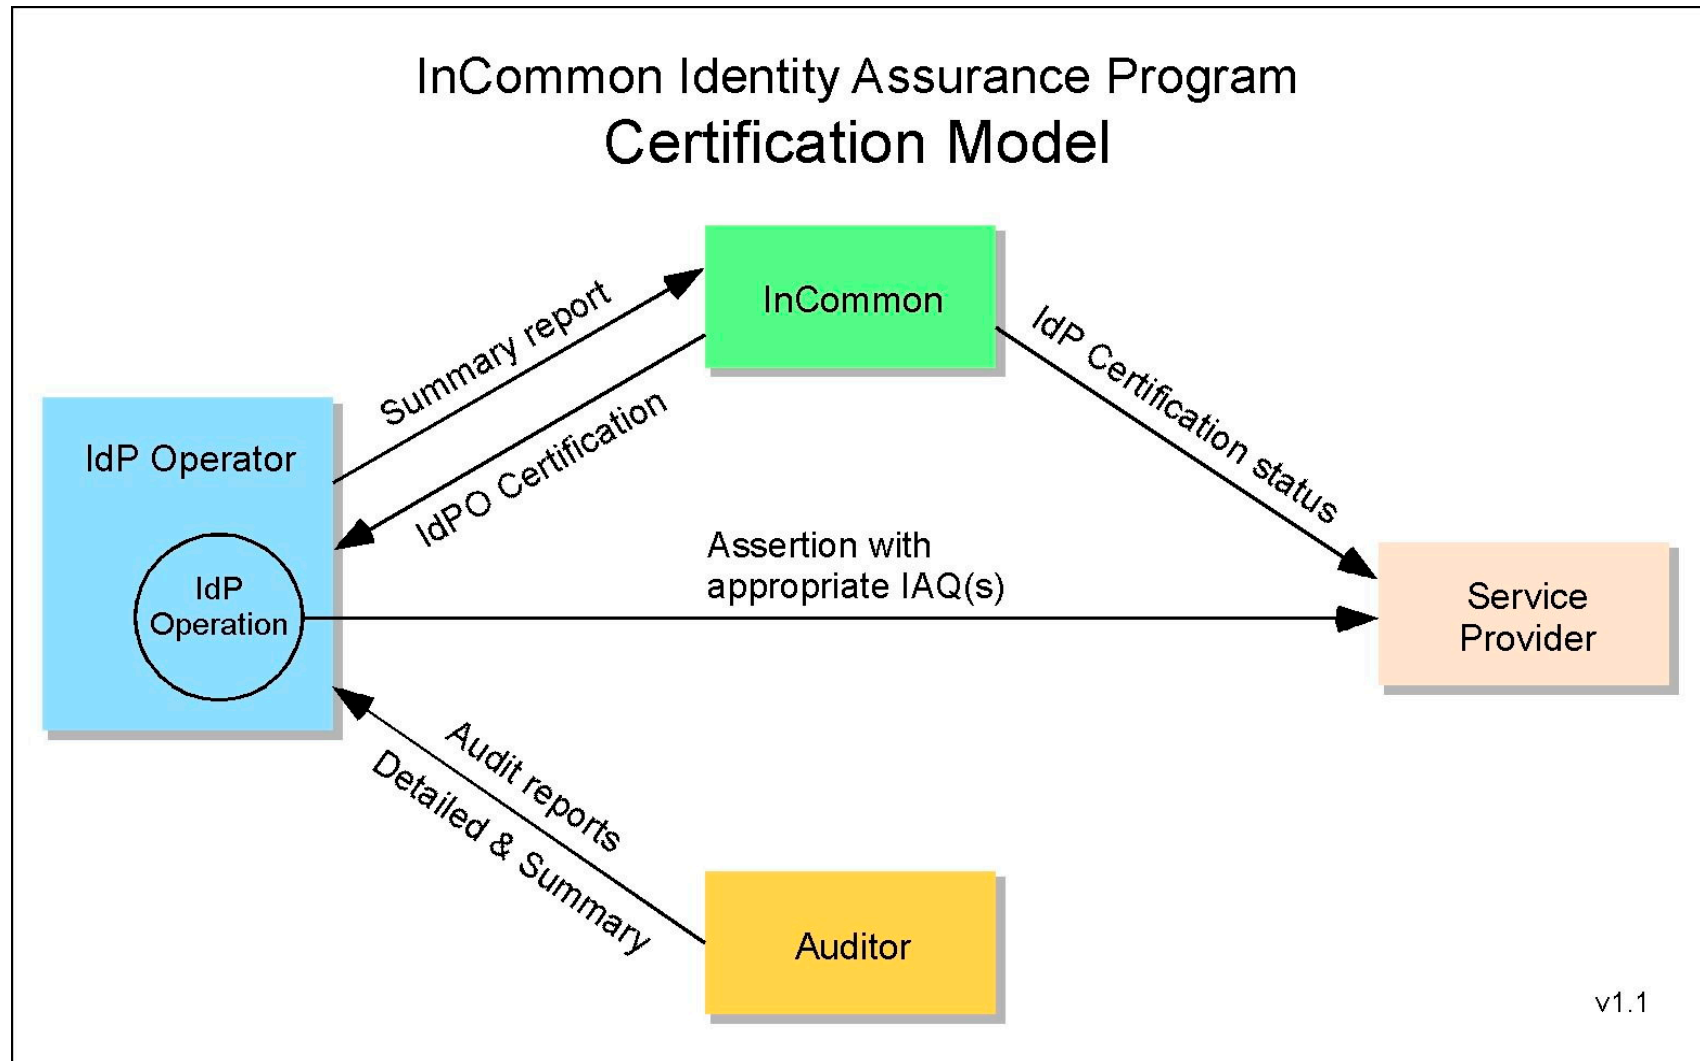 InCommon Identity Assurance Program
Certification Model
InCommon
Summary report
IdPO Certification
IdP Certification status
IdP Operator
IdP
Operation
Assertion with
appropriate IAQ(s)
Service
Provider
Audit reports
Detailed & Summary
Auditor
v1.1